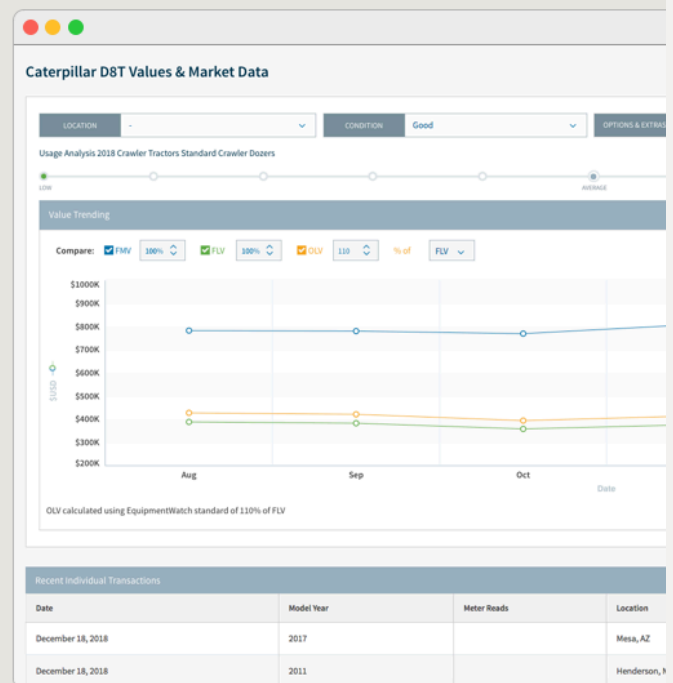 Caterpillar D8T Values & Market Data
LOCATION - CONDITION Good OPTIONS & EXTRAS
Usage Analysis 2018 Crawler Tractors Standard Crawler Dozers
LOW AVERAGE
Value Trending
Compare: FMV 100% FLV 100% OLV 110 % of FLV
$1000K
$900K
$800K
$700K
$600K
$500K
$400K
$300K
$200K
$USD
Aug Sep Oct
Date
OLV calculated using EquipmentWatch standard of 110% of FLV
Recent Individual Transactions
Date Model Year Meter Reads Location
December 18, 2018 2017 Mesa, AZ
December 18, 2018 2011 Henderson,